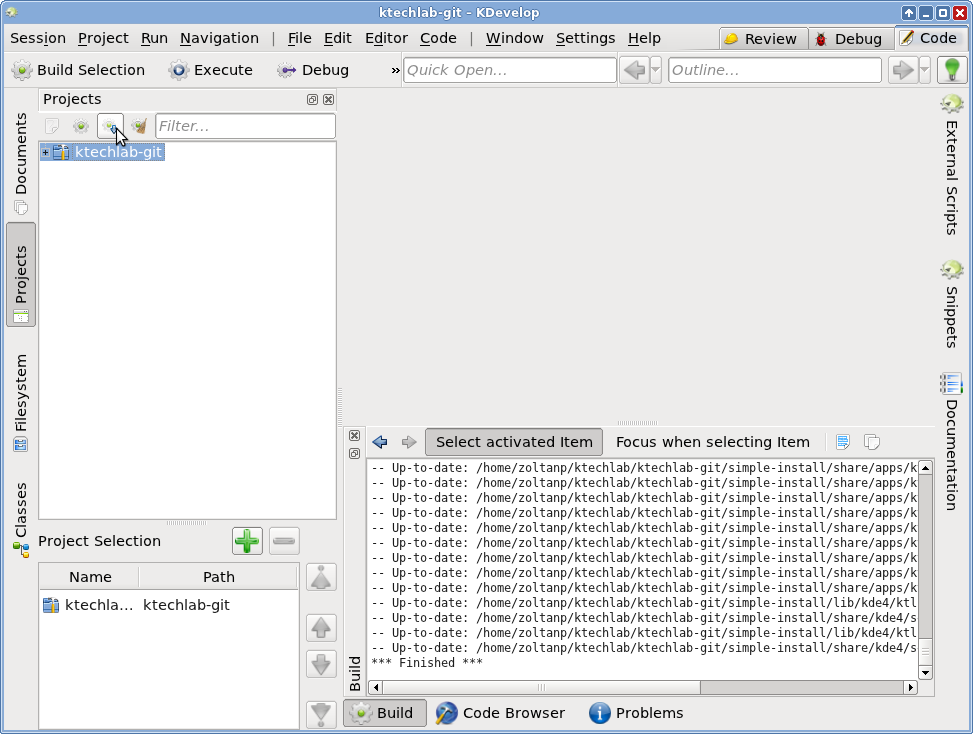 ktechlab-git – KDevelop
Session Project Run Navigation | File Edit Editor Code | Window Settings Help Review Debug Code
Build Selection Execute Debug » Quick Open... Outline...
Projects
Filter...
ktechlab-git
Documents
Projects
Filesystem
Classes
External Scripts
Snippets
Documentation
Project Selection
Name Path
ktechla... ktechlab-git
Select activated Item Focus when selecting Item
-- Up-to-date: /home/zoltanp/ktechlab/ktechlab-git/simple-install/share/apps/k
-- Up-to-date: /home/zoltanp/ktechlab/ktechlab-git/simple-install/share/apps/k
-- Up-to-date: /home/zoltanp/ktechlab/ktechlab-git/simple-install/share/apps/k
-- Up-to-date: /home/zoltanp/ktechlab/ktechlab-git/simple-install/share/apps/k
-- Up-to-date: /home/zoltanp/ktechlab/ktechlab-git/simple-install/share/apps/k
-- Up-to-date: /home/zoltanp/ktechlab/ktechlab-git/simple-install/share/apps/k
-- Up-to-date: /home/zoltanp/ktechlab/ktechlab-git/simple-install/share/apps/k
-- Up-to-date: /home/zoltanp/ktechlab/ktechlab-git/simple-install/share/apps/k
-- Up-to-date: /home/zoltanp/ktechlab/ktechlab-git/simple-install/share/apps/k
-- Up-to-date: /home/zoltanp/ktechlab/ktechlab-git/simple-install/lib/kde4/ktl
-- Up-to-date: /home/zoltanp/ktechlab/ktechlab-git/simple-install/share/kde4/s
-- Up-to-date: /home/zoltanp/ktechlab/ktechlab-git/simple-install/lib/kde4/ktl
-- Up-to-date: /home/zoltanp/ktechlab/ktechlab-git/simple-install/share/kde4/s
*** Finished ***
Build
Build Code Browser Problems